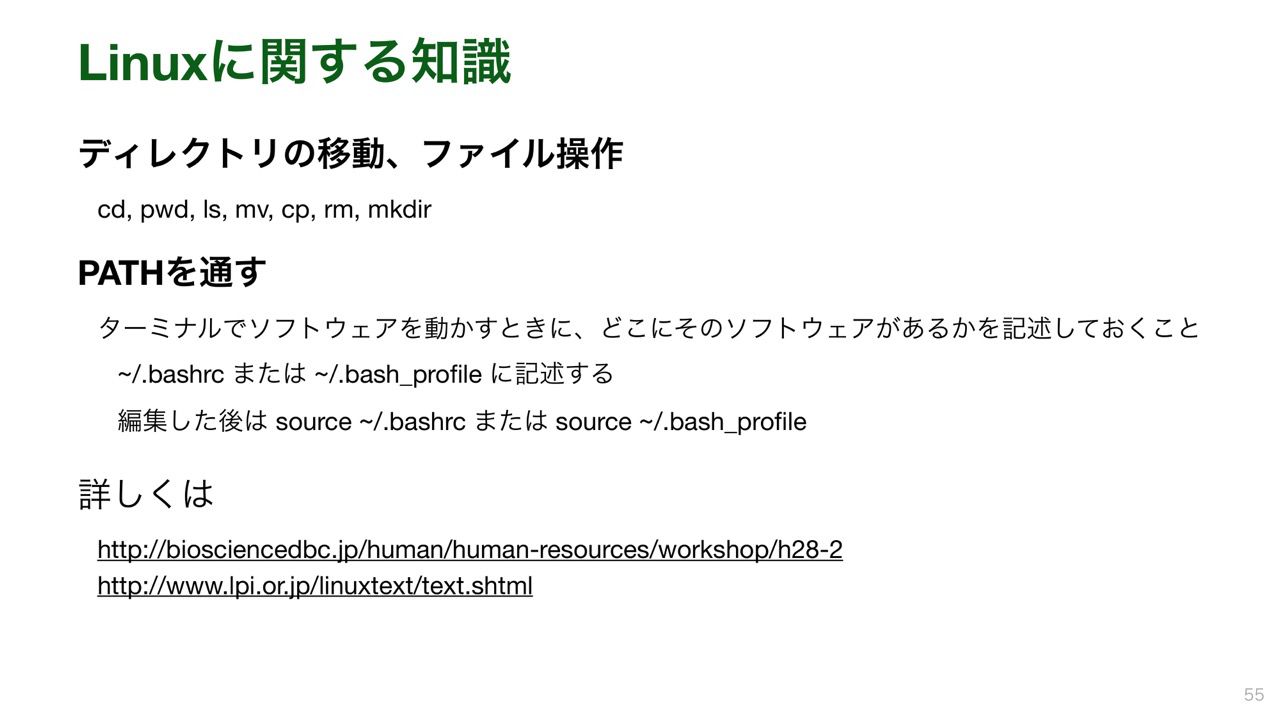 Linuxに関する知識
ディレクトリの移動、ファイル操作
cd, pwd, ls, mv, cp, rm, mkdir
PATHを通す
ターミナルでソフトウェアを動かすときに、どこにそのソフトウェアがあるかを記述しておくこと
~/.bashrc または ~/.bash_profile に記述する
編集した後は source ~/.bashrc または source ~/.bash_profile
詳しくは
http://biosciencedbc.jp/human/human-resources/workshop/h28-2
http://www.lpi.or.jp/linuxtext/text.shtml
55